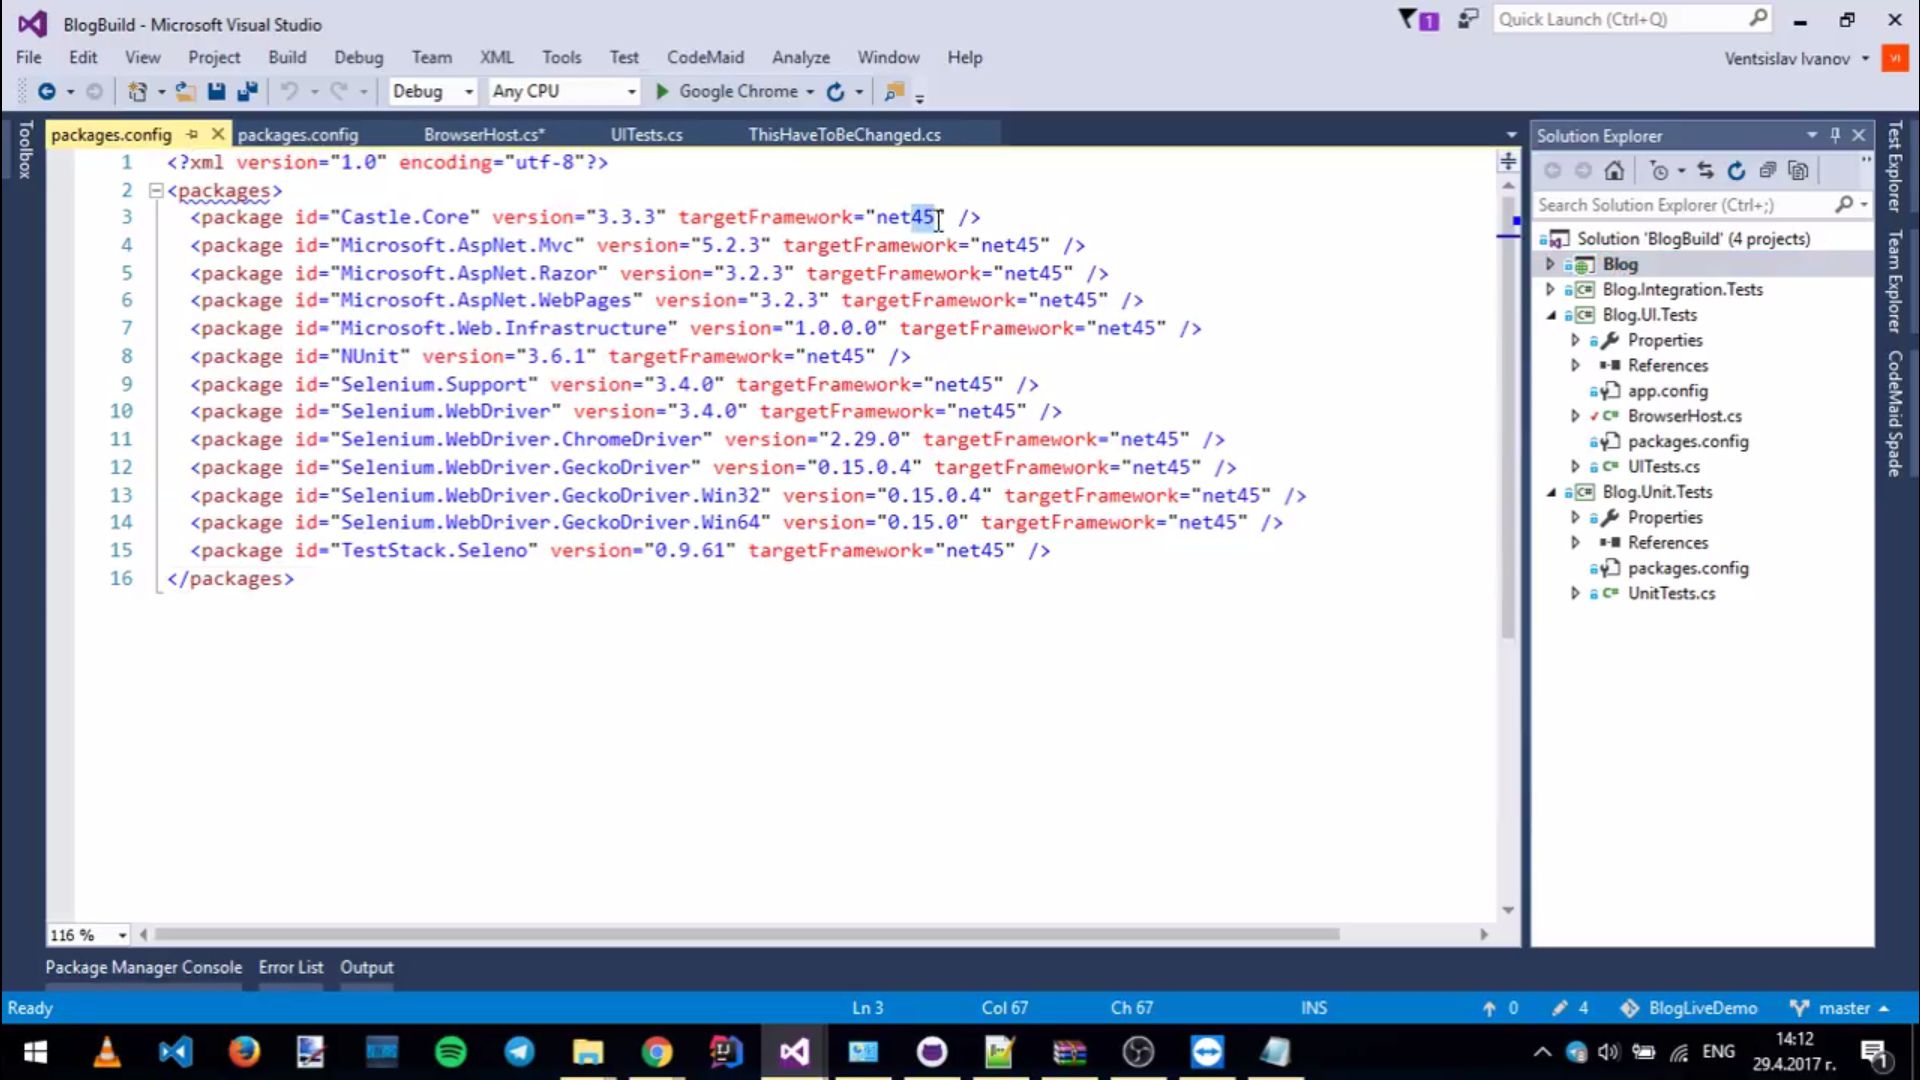 BlogBuild - Microsoft Visual Studio
1
Quick Launch (Ctrl+Q)
File Edit View Project Build Debug Team XML Tools Test CodeMaid Analyze Window Help
Ventsislav Ivanov
VI
Debug Any CPU Google Chrome
Toolbox
packages.config packages.config BrowserHost.cs* UITests.cs ThisHaveToBeChanged.cs
1 <?xml version="1.0" encoding="utf-8"?>
2 <packages>
3 <package id="Castle.Core" version="3.3.3" targetFramework="net45" />
4 <package id="Microsoft.AspNet.Mvc" version="5.2.3" targetFramework="net45" />
5 <package id="Microsoft.AspNet.Razor" version="3.2.3" targetFramework="net45" />
6 <package id="Microsoft.AspNet.WebPages" version="3.2.3" targetFramework="net45" />
7 <package id="Microsoft.Web.Infrastructure" version="1.0.0.0" targetFramework="net45" />
8 <package id="NUnit" version="3.6.1" targetFramework="net45" />
9 <package id="Selenium.Support" version="3.4.0" targetFramework="net45" />
10 <package id="Selenium.WebDriver" version="3.4.0" targetFramework="net45" />
11 <package id="Selenium.WebDriver.ChromeDriver" version="2.29.0" targetFramework="net45" />
12 <package id="Selenium.WebDriver.GeckoDriver" version="0.15.0.4" targetFramework="net45" />
13 <package id="Selenium.WebDriver.GeckoDriver.Win32" version="0.15.0.4" targetFramework="net45" />
14 <package id="Selenium.WebDriver.GeckoDriver.Win64" version="0.15.0" targetFramework="net45" />
15 <package id="TestStack.Seleno" version="0.9.61" targetFramework="net45" />
16 </packages>
116 %
Package Manager Console Error List Output
Solution Explorer
Search Solution Explorer (Ctrl+;)
Solution 'BlogBuild' (4 projects)
Blog
Blog.Integration.Tests
Blog.UI.Tests
Properties
References
app.config
BrowserHost.cs
packages.config
UITests.cs
Blog.Unit.Tests
Properties
References
packages.config
UnitTests.cs
Test Explorer
Team Explorer
CodeMaid Spade
Ready Ln 3 Col 67 Ch 67 INS 0 4 BlogLiveDemo master
ENG
14:12
29.4.2017 г.
1